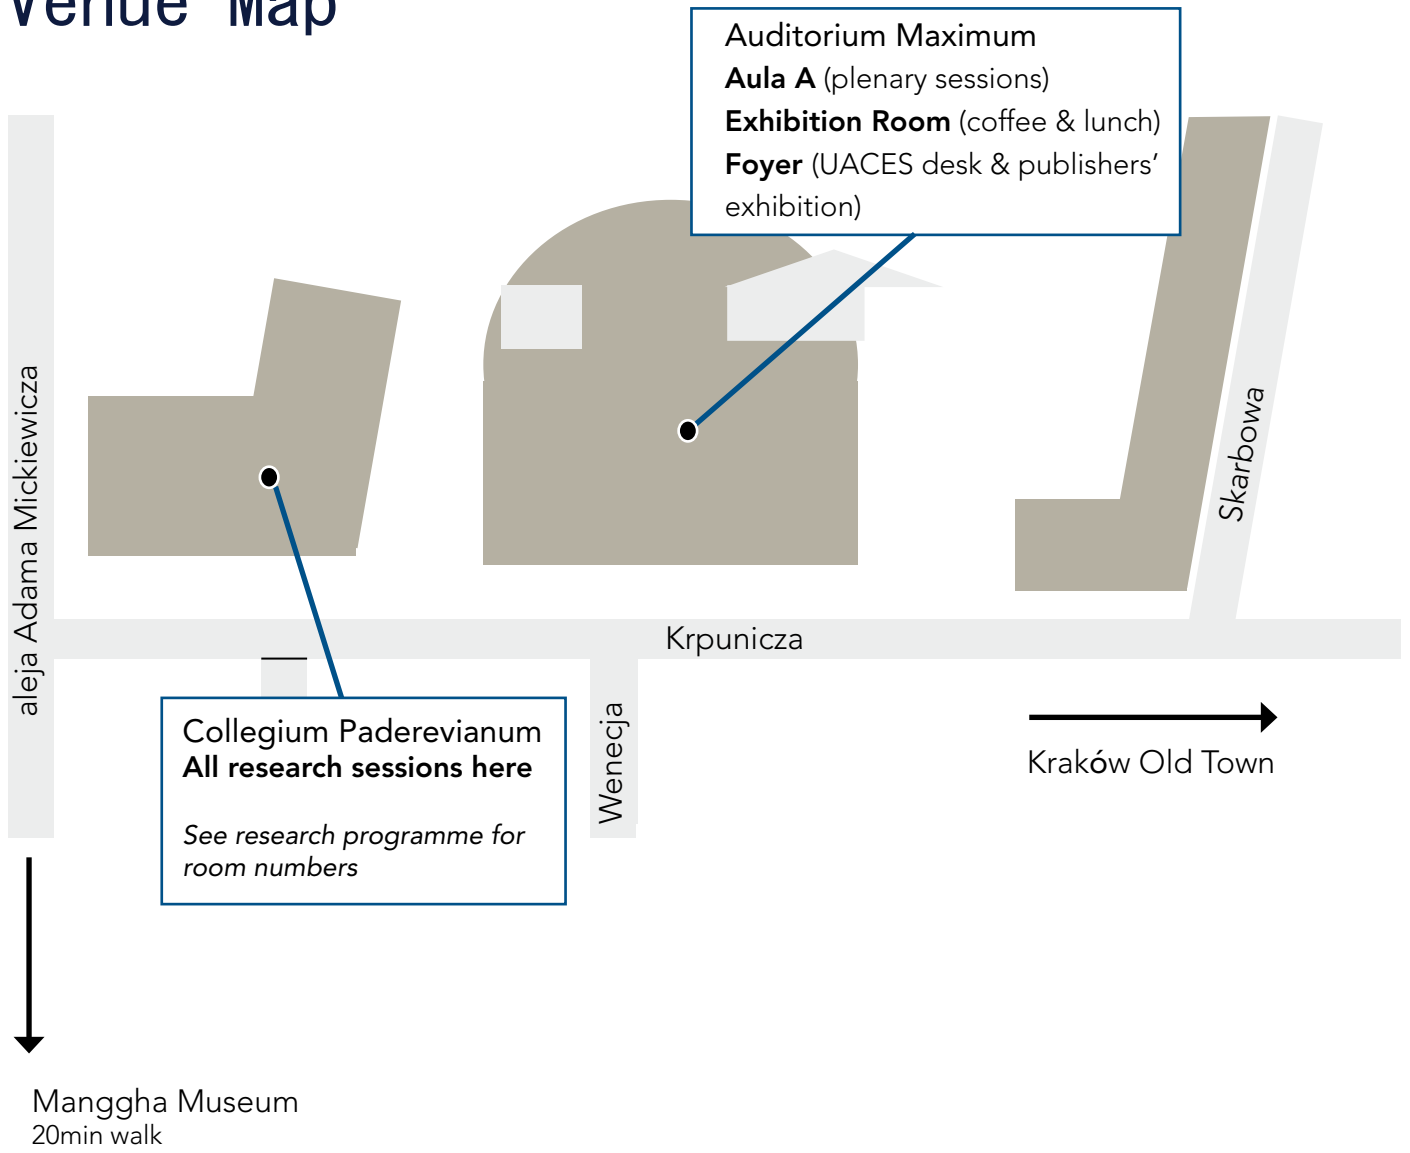 Venue Map
Auditorium Maximum
Aula A (plenary sessions)
Exhibition Room (coffee & lunch)
Foyer (UACES desk & publishers’
exhibition)
aleja Adama Mickiewicza
Skarbowa
Krpunicza
Wenecja
Collegium Paderevianum
All research sessions here
See research programme for
room numbers
Kraków Old Town
Manggha Museum
20min walk